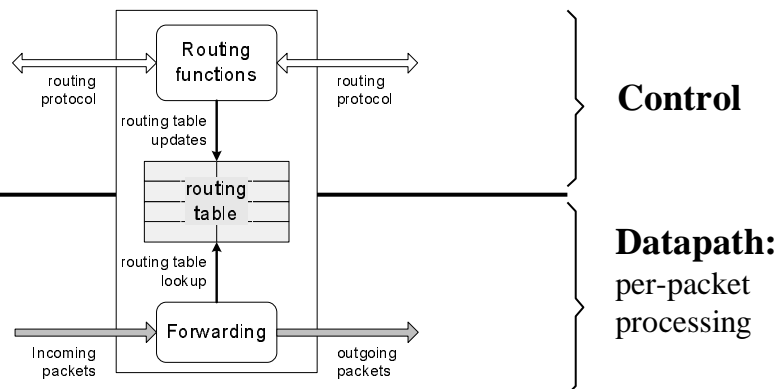 Routing
functions
routing
protocol
routing
protocol
Control
routing table
updates
routing
table
Datapath:
per-packet
processing
routing table
lookup
Forwarding
Incoming
packets
outgoing
packets